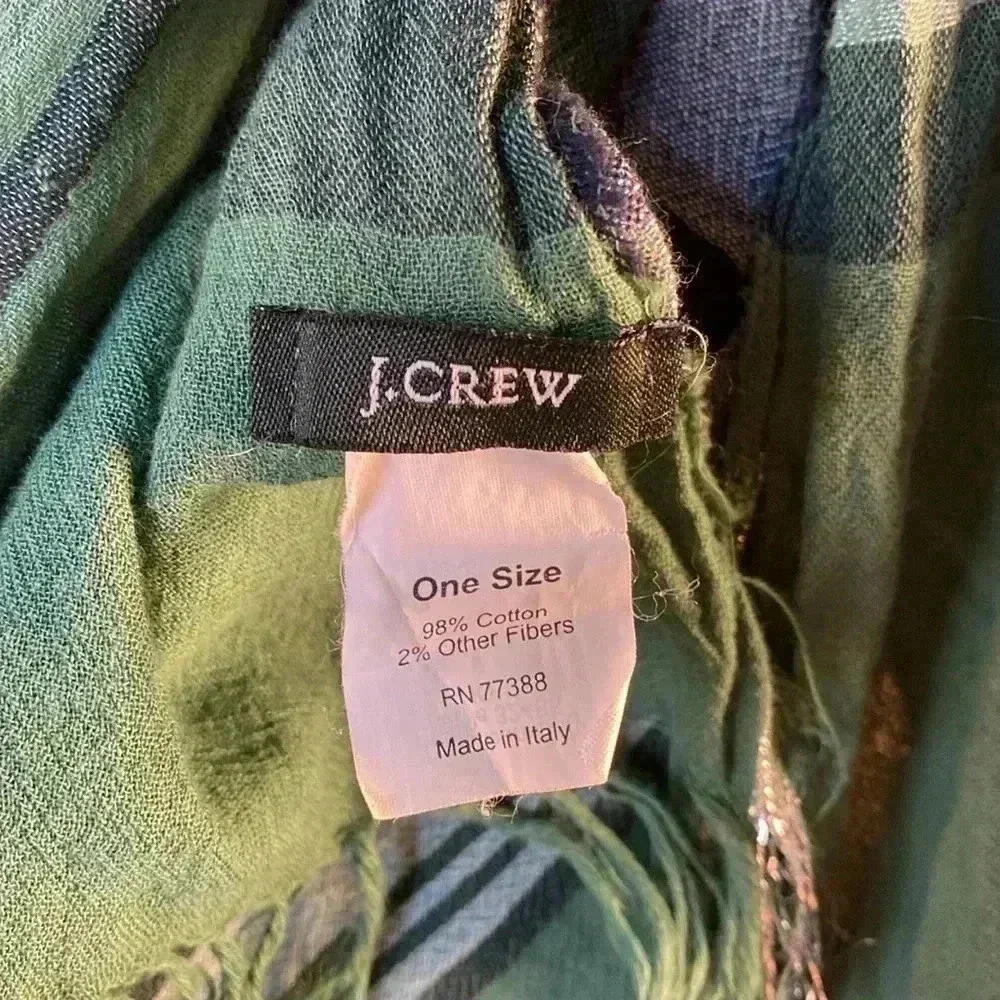 J.CREW
One Size
98% Cotton
2% Other Fibers
RN 77388
Made in Italy